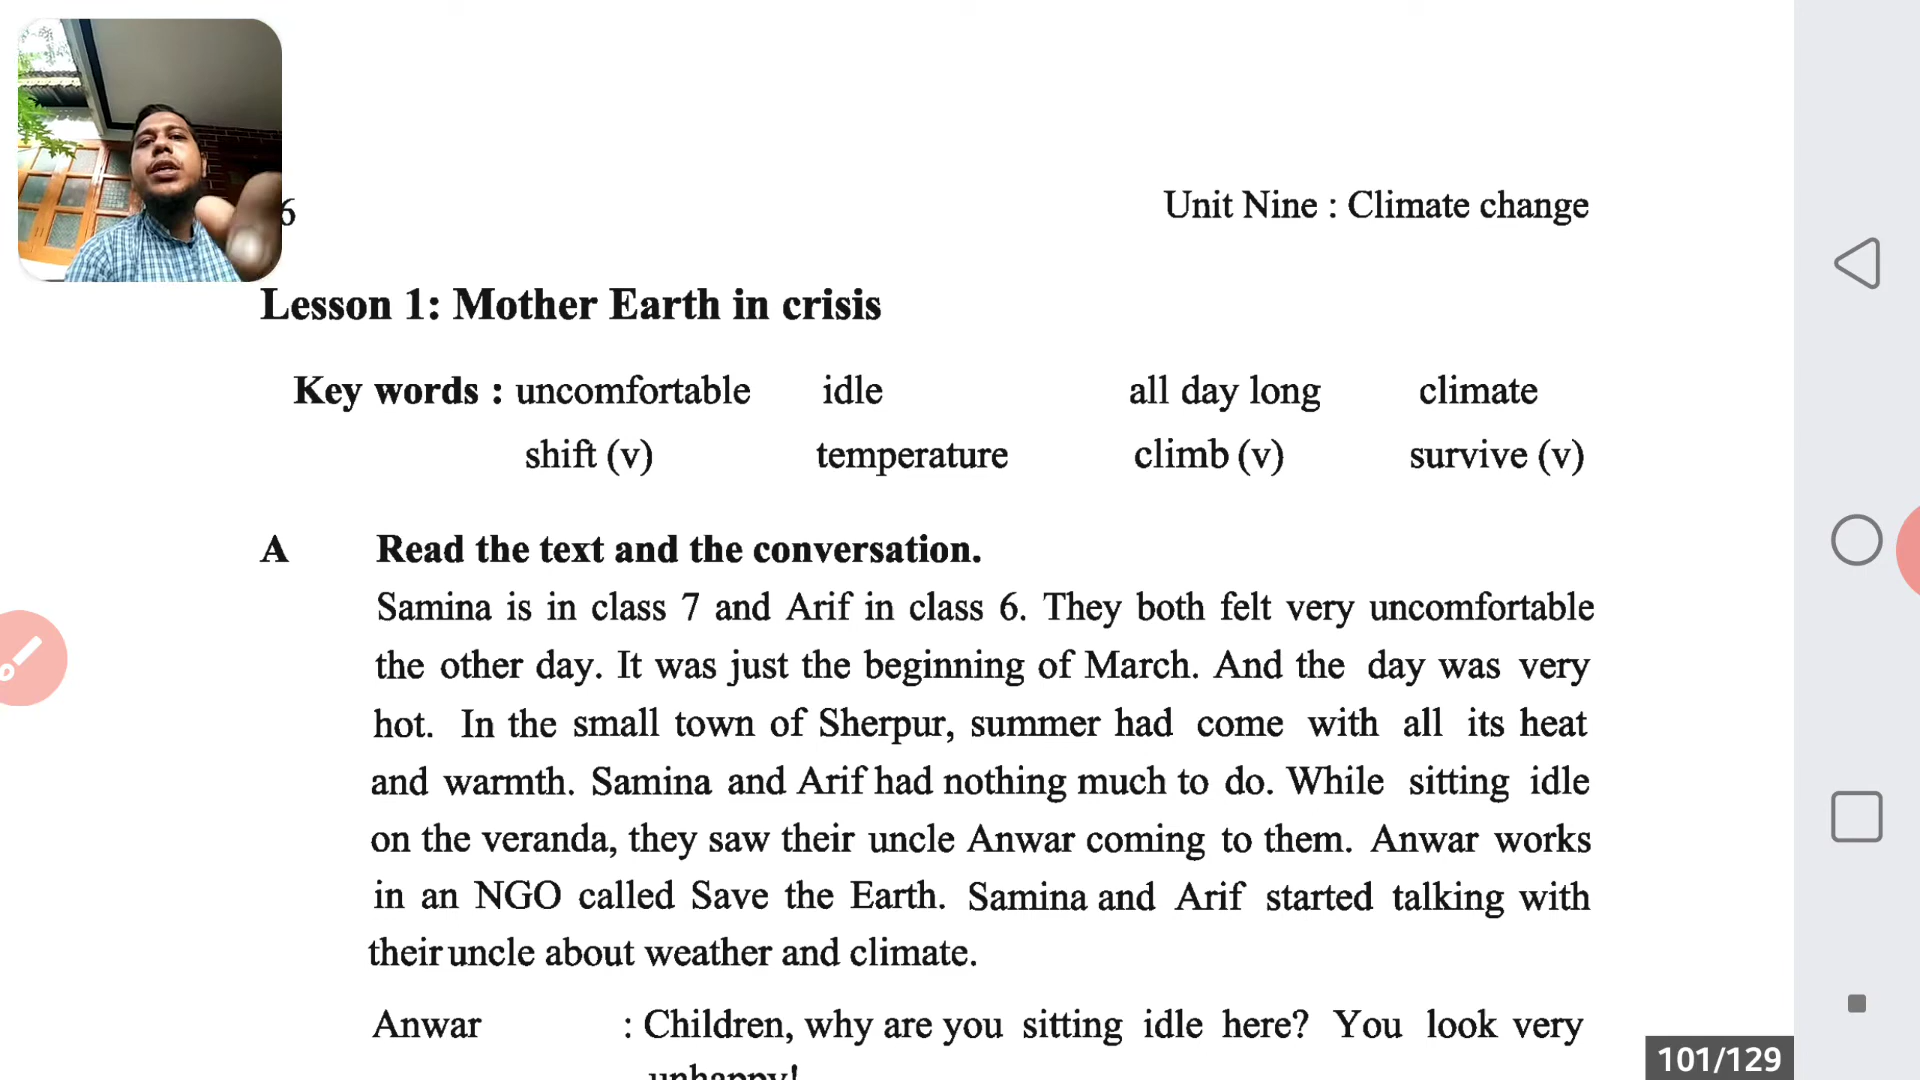 6
Unit Nine : Climate change
Lesson 1: Mother Earth in crisis
Key words : uncomfortable idle all day long climate
shift (v) temperature climb (v) survive (v)
A Read the text and the conversation.
Samina is in class 7 and Arif in class 6. They both felt very uncomfortable
the other day. It was just the beginning of March. And the day was very
hot. In the small town of Sherpur, summer had come with all its heat
and warmth. Samina and Arif had nothing much to do. While sitting idle
on the veranda, they saw their uncle Anwar coming to them. Anwar works
in an NGO called Save the Earth. Samina and Arif started talking with
their uncle about weather and climate.
Anwar : Children, why are you sitting idle here? You look very
unhappy!
101/129